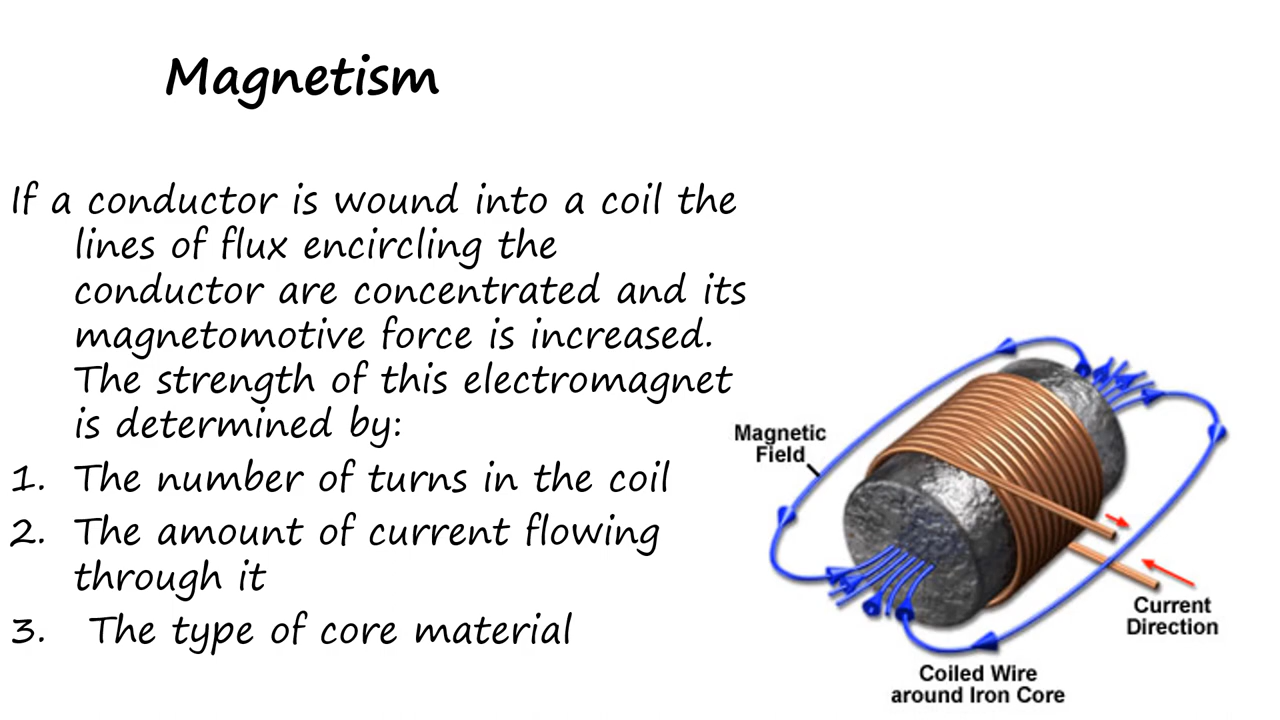 Magnetism
If a conductor is wound into a coil the
lines of flux encircling the
conductor are concentrated and its
magnetomotive force is increased.
The strength of this electromagnet
is determined by:
1. The number of turns in the coil
2. The amount of current flowing
through it
3. The type of core material
Magnetic
Field
Current
Direction
Coiled Wire
around Iron Core